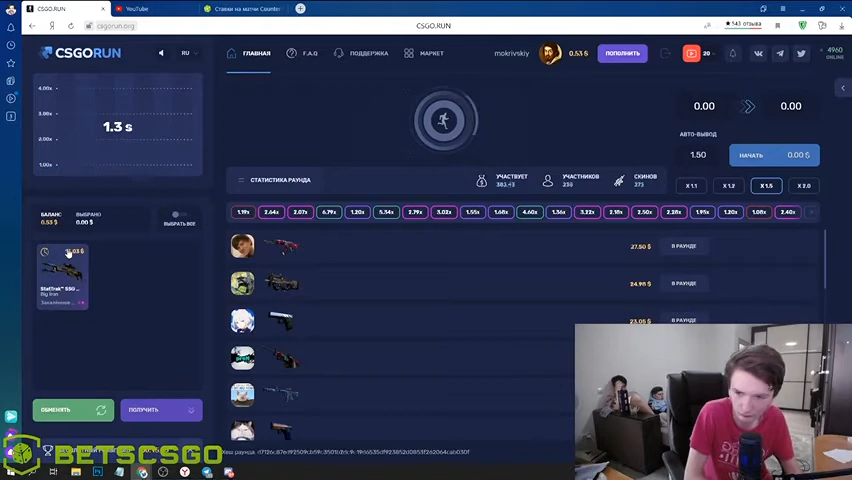 CSGO.RUN
YouTube
Ставки на матчи Counter
csgorun.org
CSGO.RUN
543 отзыва
CSGORUN
RU
ГЛАВНАЯ
F.A.Q
ПОДДЕРЖКА
МАРКЕТ
mokrivskiy
0.53 $
ПОПОЛНИТЬ
20
4960
ONLINE
4.00x
3.00x
2.00x
1.00x
1.3 s
0.00
0.00
АВТО-ВЫВОД
1.50
НАЧАТЬ
0.00 $
X 1.1
X 1.2
X 1.5
X 2.0
СТАТИСТИКА РАУНДА
УЧАСТВУЕТ
УЧАСТНИКОВ
СКИНОВ
273
1.19x
2.64x
2.07x
6.79x
1.20x
5.34x
2.79x
3.02x
1.55x
1.68x
4.60x
1.36x
3.22x
2.50x
1.95x
1.20x
1.08x
2.40x
БАЛАНС
0.53 $
ВЫБРАНО
0.00 $
ВЫБРАТЬ ВСЕ
StatTrak™ SSG ...
Big Iron
27.50 $
В РАУНДЕ
24.98 $
В РАУНДЕ
23.05 $
В РАУНДЕ
ОБМЕНЯТЬ
ПОЛУЧИТЬ
BETSCSGO